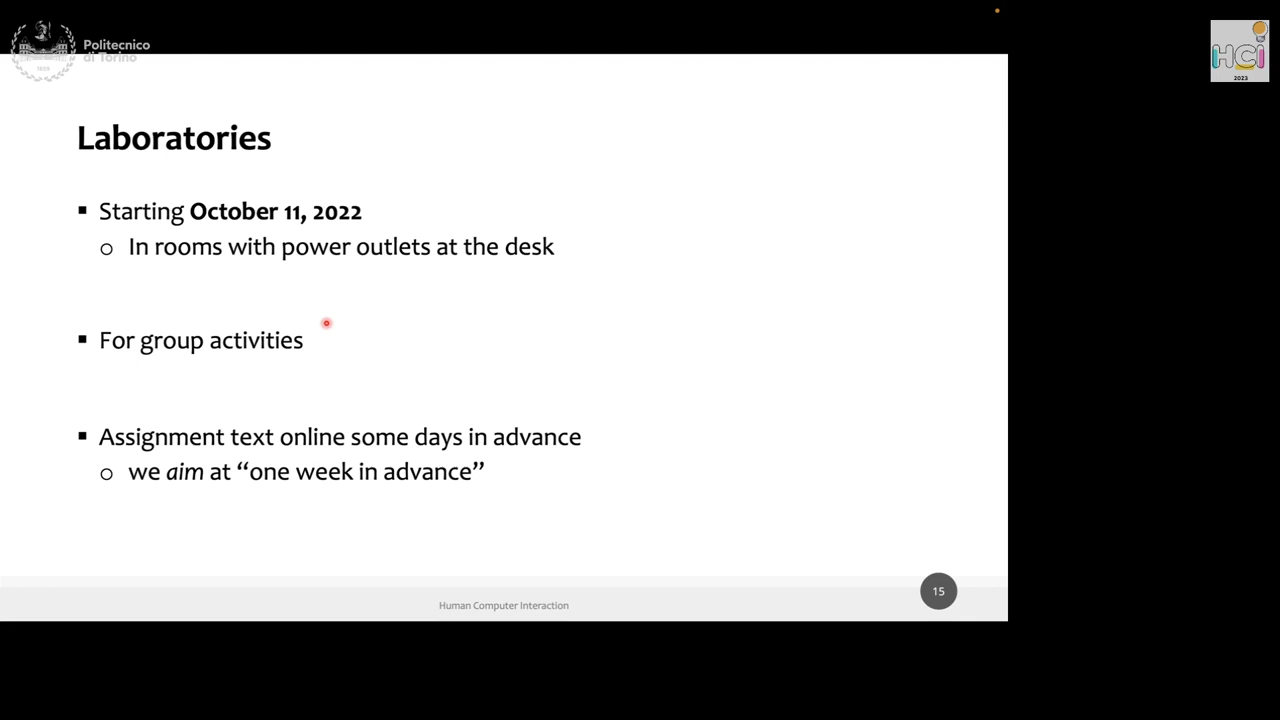 Politecnico
di Torino
1859
HCI
2023
Laboratories
▪ Starting October 11, 2022
o In rooms with power outlets at the desk
▪ For group activities
▪ Assignment text online some days in advance
o we aim at “one week in advance”
Human Computer Interaction
15